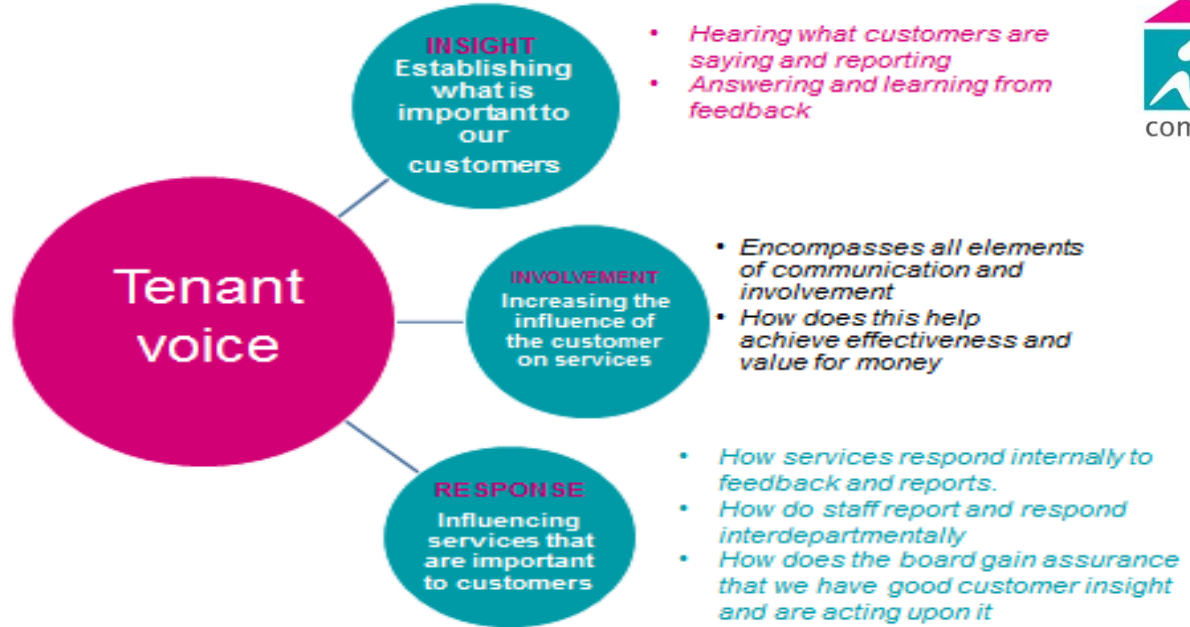 Tenant
voice
INSIGHT
Establishing
what is
important to
our
customers
• Hearing what customers are
saying and reporting
• Answering and learning from
feedback
INVOLVEMENT
Increasing the
influence of
the customer
on services
• Encompasses all elements
of communication and
involvement
• How does this help
achieve effectiveness and
value for money
RESPONSE
Influencing
services that
are important
to customers
• How services respond internally to
feedback and reports.
• How do staff report and respond
interdepartmentally
• How does the board gain assurance
that we have good customer insight
and are acting upon it